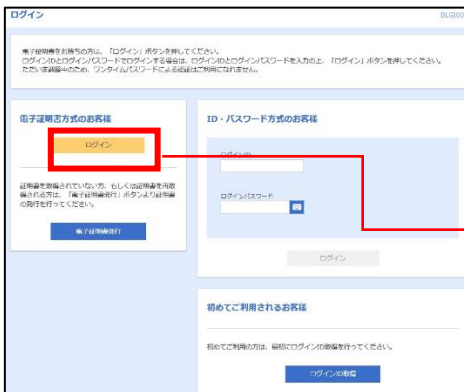 ログイン
BLGI00
電子証明書をお持ちの方は、「ログイン」ボタンを押してください。
ログインIDとログインパスワードでログインする場合は、ログインIDとログインパスワードを入力の上、「ログイン」ボタンを押してください。
ただいま調整中のため、ワンタイムパスワードによる認証はご利用になれません。
電子証明書方式のお客様
ログイン
証明書を取得されていない方、もしくは証明書を再取
得される方は、「電子証明書発行」ボタンより証明書
の発行を行ってください。
電子証明書発行
ID・パスワード方式のお客様
ログインID
ログインパスワード
ログイン
初めてご利用されるお客様
初めてご利用の方は、最初にログインID取得を行ってください。
ログインID取得